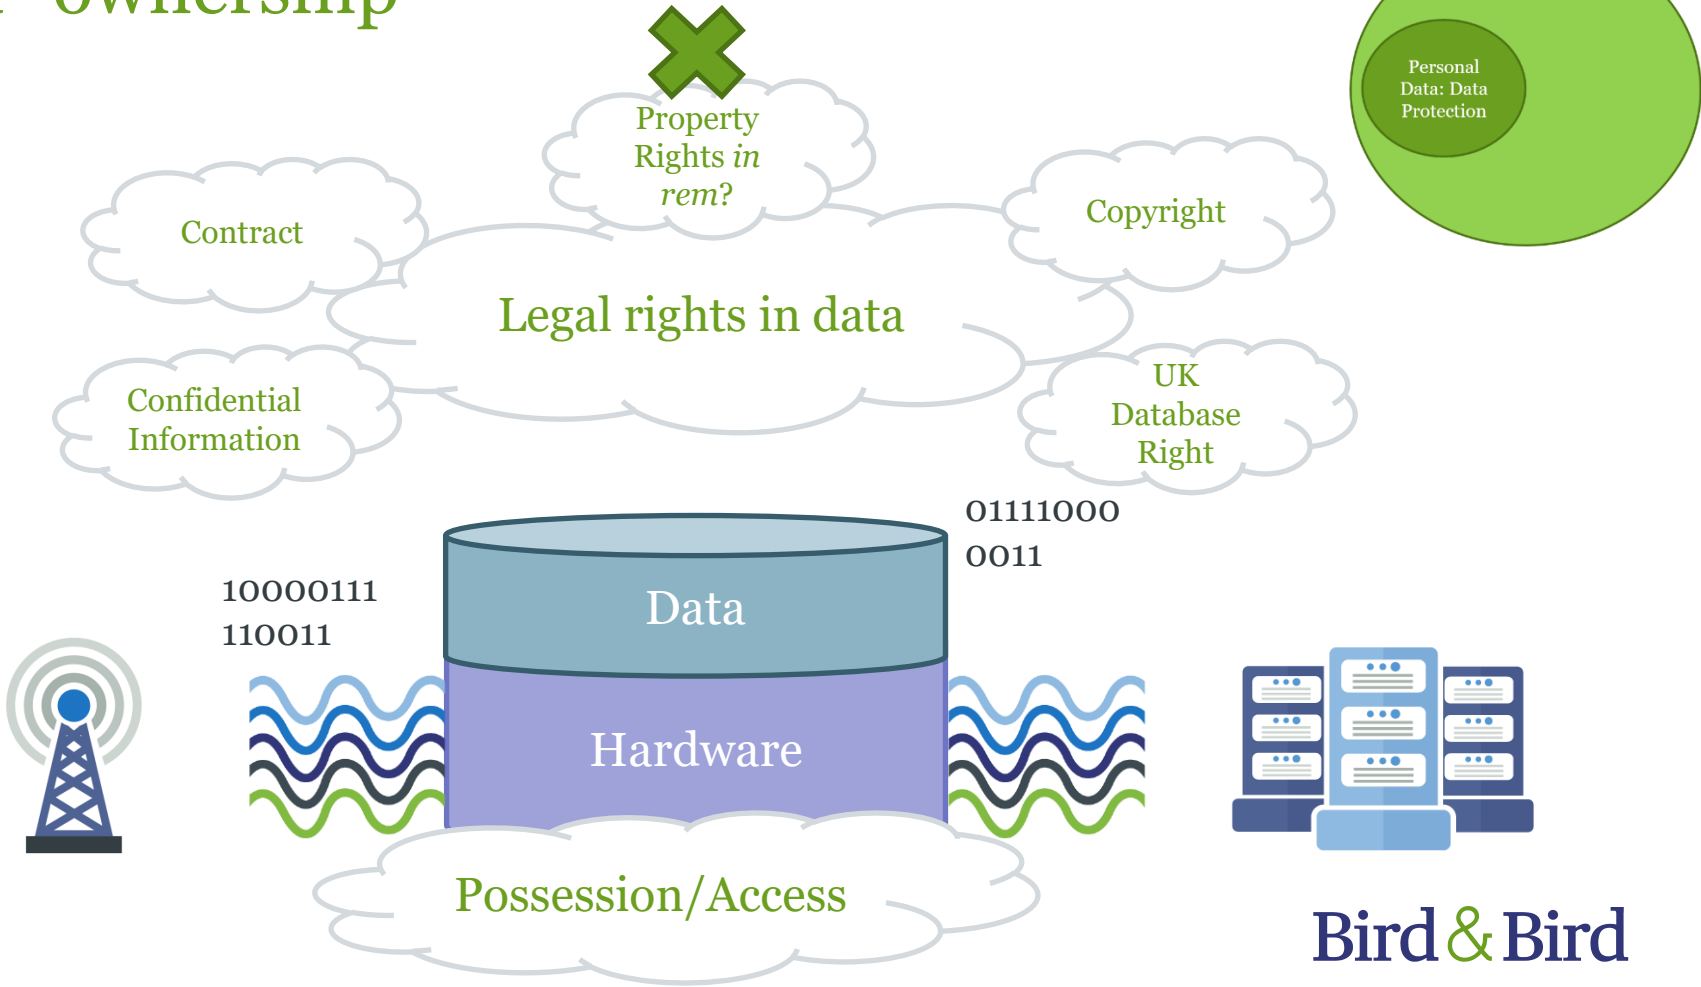 ownership
Personal
Data: Data
Protection
Property
Rights in
rem?
Contract
Copyright
Legal rights in data
Confidential
Information
UK
Database
Right
01111000
0011
10000111
110011
Data
Hardware
Possession/Access
Bird & Bird